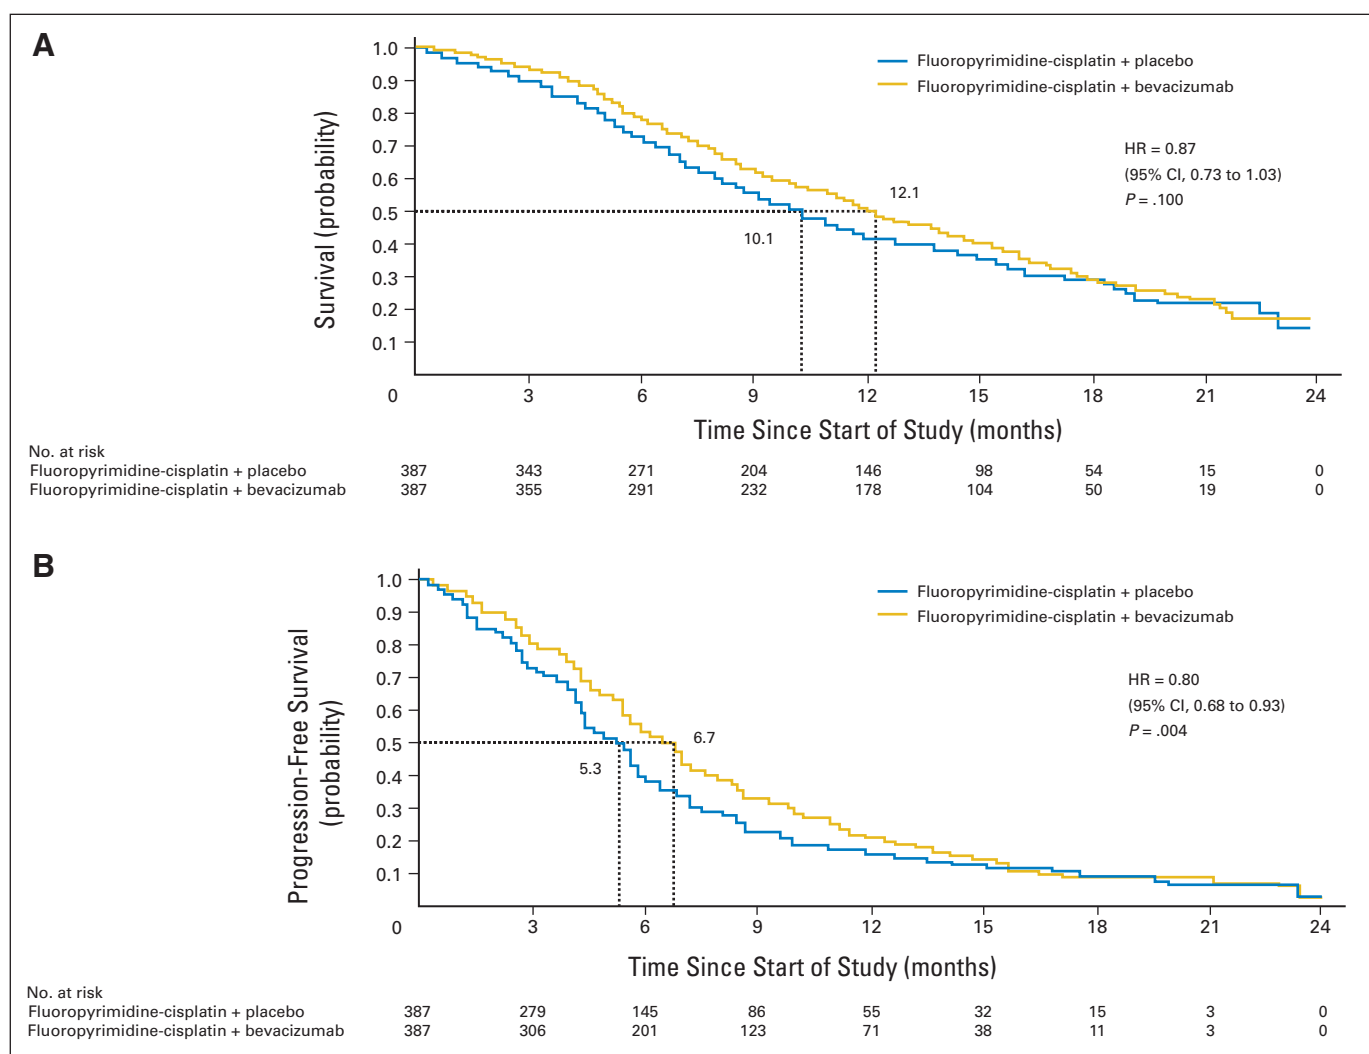 A
Survival (probability)
1.0
0.9
0.8
0.7
0.6
0.5
0.4
0.3
0.2
0.1
Fluoropyrimidine-cisplatin + placebo
Fluoropyrimidine-cisplatin + bevacizumab
HR = 0.87
(95% CI, 0.73 to 1.03)
P = .100
12.1
10.1
0 3 6 9 12 15 18 21 24
Time Since Start of Study (months)
No. at risk
Fluoropyrimidine-cisplatin + placebo 387 343 271 204 146 98 54 15 0
Fluoropyrimidine-cisplatin + bevacizumab 387 355 291 232 178 104 50 19 0
B
Progression-Free Survival
(probability)
1.0
0.9
0.8
0.7
0.6
0.5
0.4
0.3
0.2
0.1
Fluoropyrimidine-cisplatin + placebo
Fluoropyrimidine-cisplatin + bevacizumab
HR = 0.80
(95% CI, 0.68 to 0.93)
P = .004
6.7
5.3
0 3 6 9 12 15 18 21 24
Time Since Start of Study (months)
No. at risk
Fluoropyrimidine-cisplatin + placebo 387 279 145 86 55 32 15 3 0
Fluoropyrimidine-cisplatin + bevacizumab 387 306 201 123 71 38 11 3 0